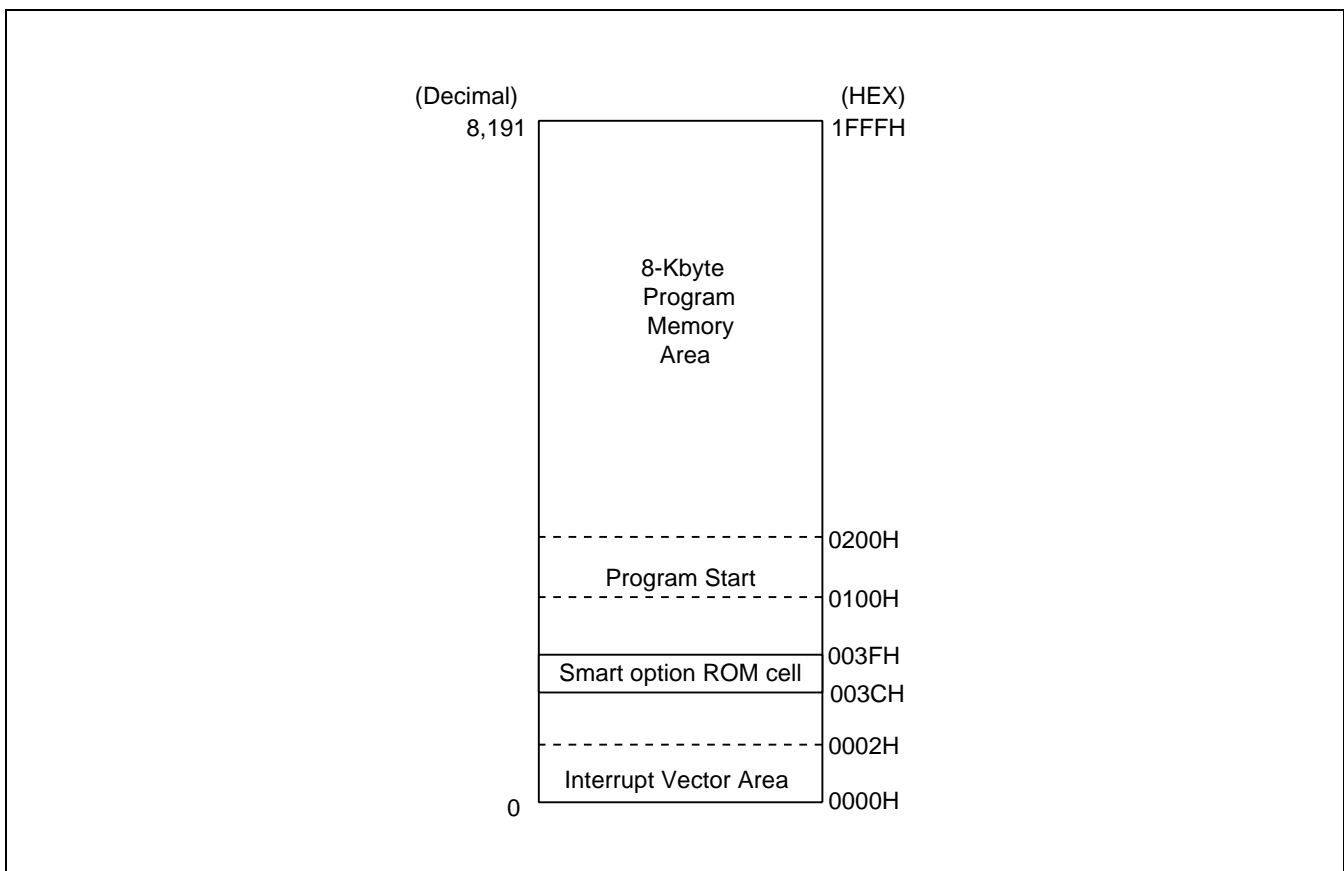 (Decimal) (HEX)
8,191 1FFFH
8-Kbyte
Program
Memory
Area
0200H
Program Start
0100H
003FH
Smart option ROM cell
003CH
0002H
Interrupt Vector Area
0 0000H